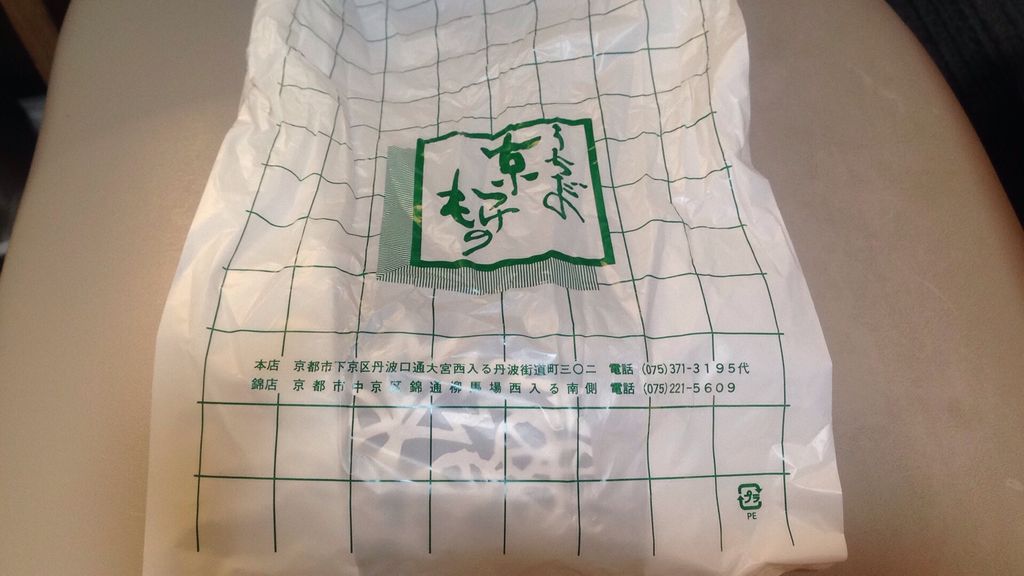 うちだの
京つけ
もの
本店 京都市下京区丹波口通大宮西入る丹波街道町三〇二 電話 (075)371-3195代
錦店 京都市中京区錦通柳馬場西入る南側 電話 (075)221-5609
プラ
PE